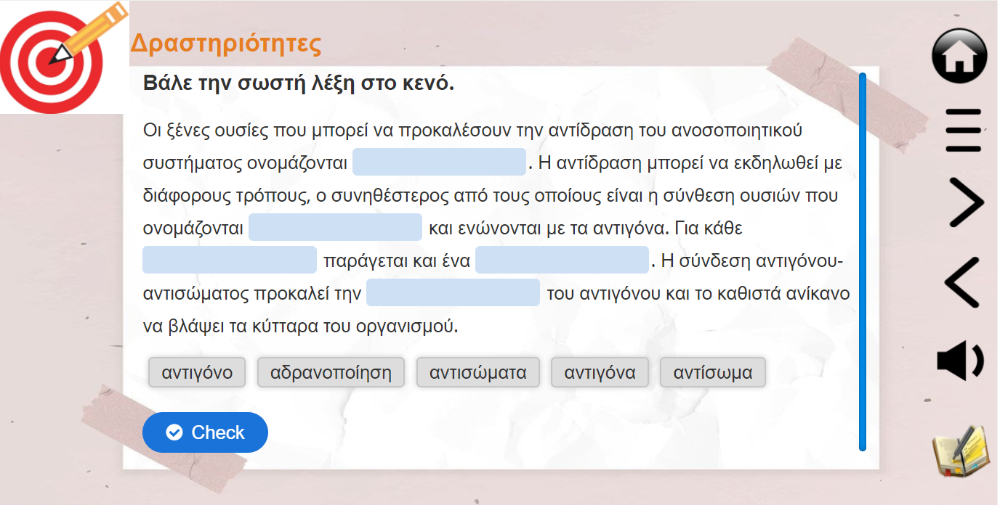 Δραστηριότητες
Βάλε την σωστή λέξη στο κενό.
Οι ξένες ουσίες που μπορεί να προκαλέσουν την αντίδραση του ανοσοποιητικού
συστήματος ονομάζονται . Η αντίδραση μπορεί να εκδηλωθεί με
διάφορους τρόπους, ο συνηθέστερος από τους οποίους είναι η σύνθεση ουσιών που
ονομάζονται και ενώνονται με τα αντιγόνα. Για κάθε
παράγεται και ένα . Η σύνδεση αντιγόνου-
αντισώματος προκαλεί την του αντιγόνου και το καθιστά ανίκανο
να βλάψει τα κύτταρα του οργανισμού.
αντιγόνο αδρανοποίηση αντισώματα αντιγόνα αντίσωμα
Check